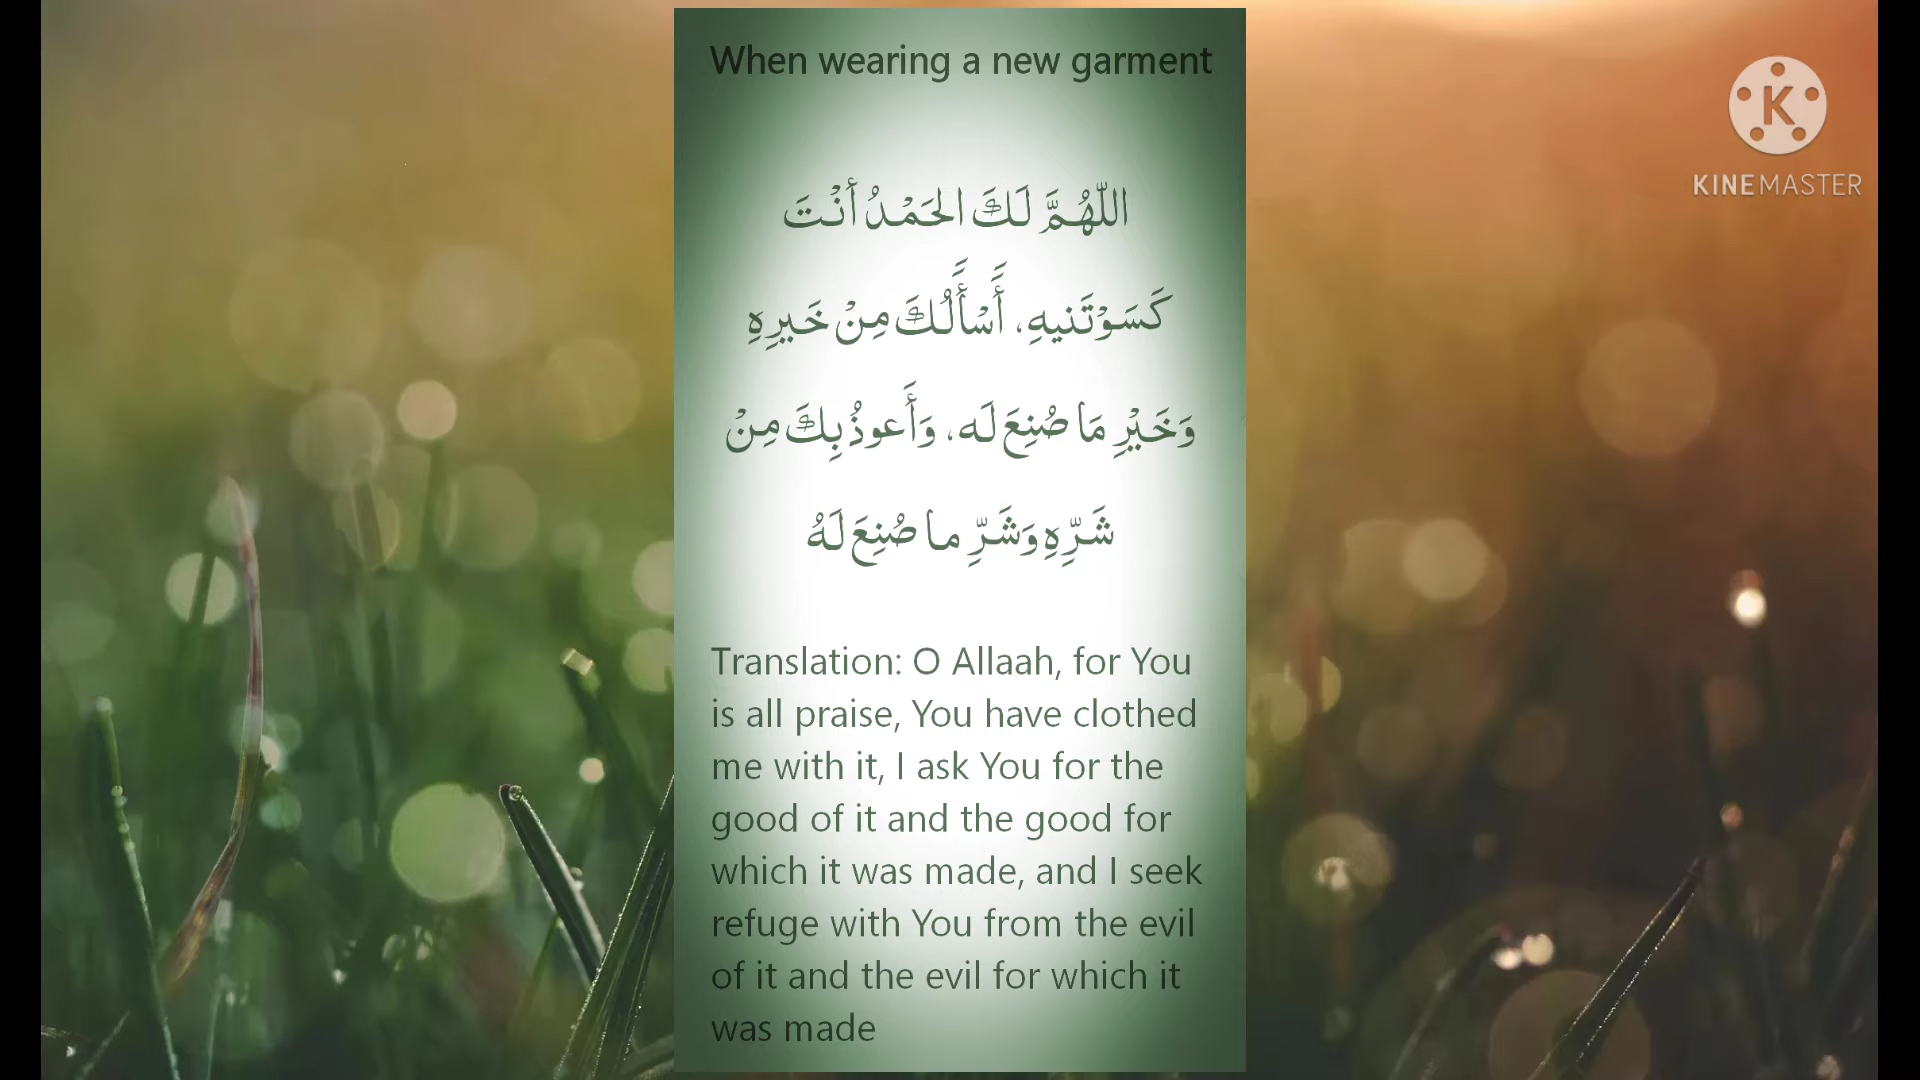 When wearing a new garment
اللّهُمَّ لَكَ الحَمْدُ أنْتَ
كَسَوْتَنيهِ، أََسْأََلُكَ مِنْ خَيرِهِ
وَخَيْرِ مَا صُنِعَ لَه، وَأََعوذُ بِكَ مِنْ
شَرِّهِ وَشَرِّ ما صُنِعَ لَهُ
Translation: O Allaah, for You
is all praise, You have clothed
me with it, I ask You for the
good of it and the good for
which it was made, and I seek
refuge with You from the evil
of it and the evil for which it
was made
K
KINEMASTER